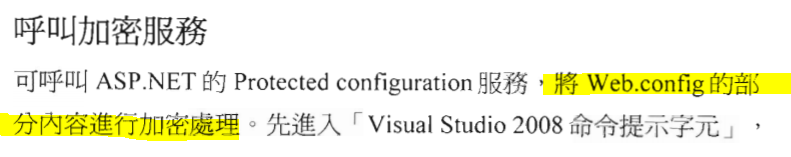 呼叫加密服務
可呼叫 ASP.NET 的 Protected configuration 服務，將 Web.config 的部
分內容進行加密處理。先進入「Visual Studio 2008 命令提示字元」，